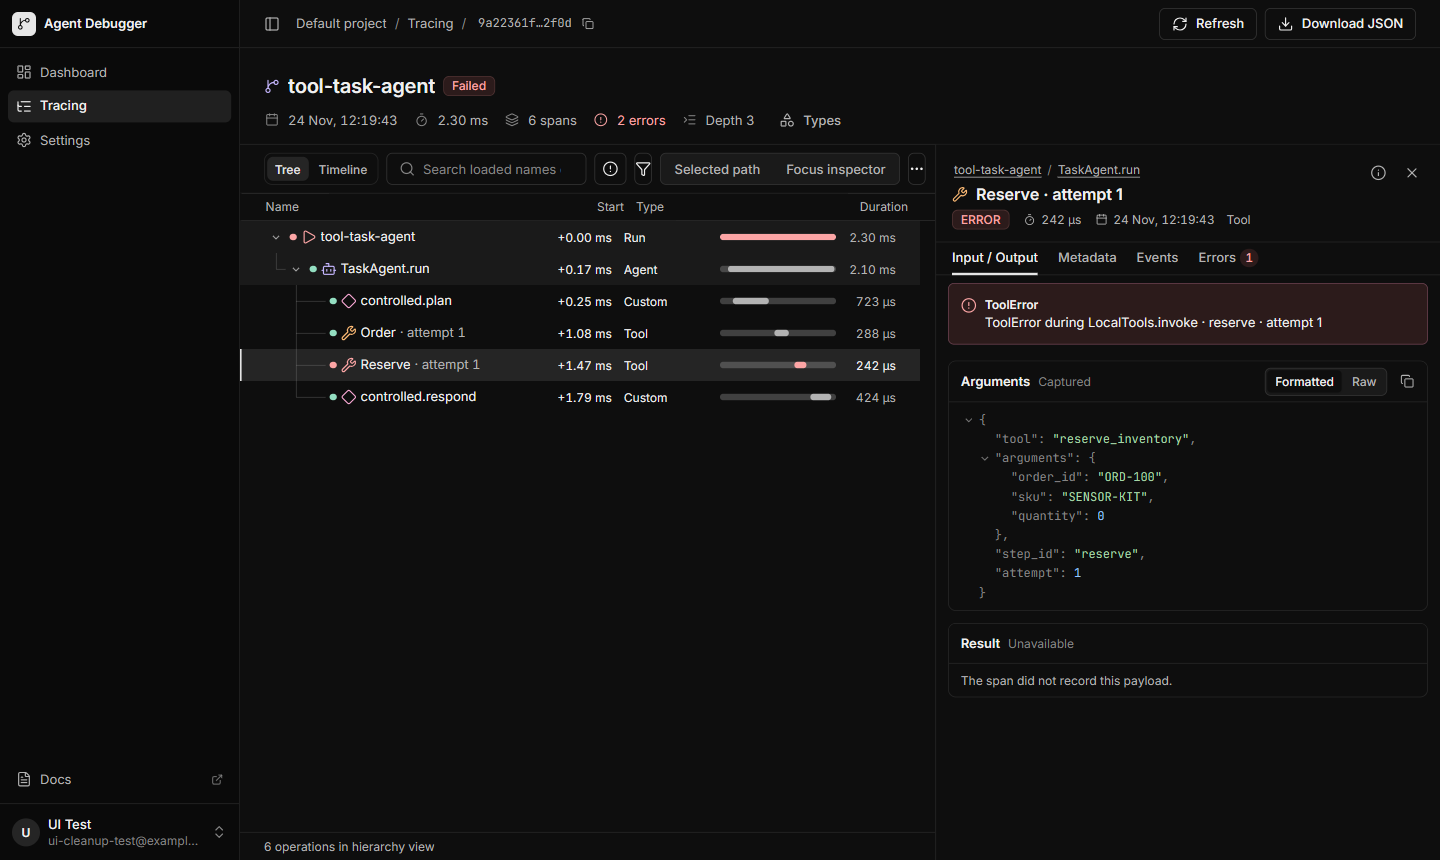 Agent Debugger
Dashboard
Tracing
Settings
Docs
U
UI Test
ui-cleanup-test@exampl...
Default project / Tracing / 9a22361f…2f0d
Refresh
Download JSON
tool-task-agent Failed
24 Nov, 12:19:43 2.30 ms 6 spans 2 errors Depth 3 Types
Tree Timeline Search loaded names Selected path Focus inspector
Name Start Type Duration
tool-task-agent +0.00 ms Run 2.30 ms
TaskAgent.run +0.17 ms Agent 2.10 ms
controlled.plan +0.25 ms Custom 723 µs
Order · attempt 1 +1.08 ms Tool 288 µs
Reserve · attempt 1 +1.47 ms Tool 242 µs
controlled.respond +1.79 ms Custom 424 µs
6 operations in hierarchy view
tool-task-agent / TaskAgent.run
Reserve · attempt 1
ERROR 242 µs 24 Nov, 12:19:43 Tool
Input / Output Metadata Events Errors 1
ToolError
ToolError during LocalTools.invoke · reserve · attempt 1
Arguments Captured Formatted Raw
{
"tool": "reserve_inventory",
"arguments": {
"order_id": "ORD-100",
"sku": "SENSOR-KIT",
"quantity": 0
},
"step_id": "reserve",
"attempt": 1
}
Result Unavailable
The span did not record this payload.